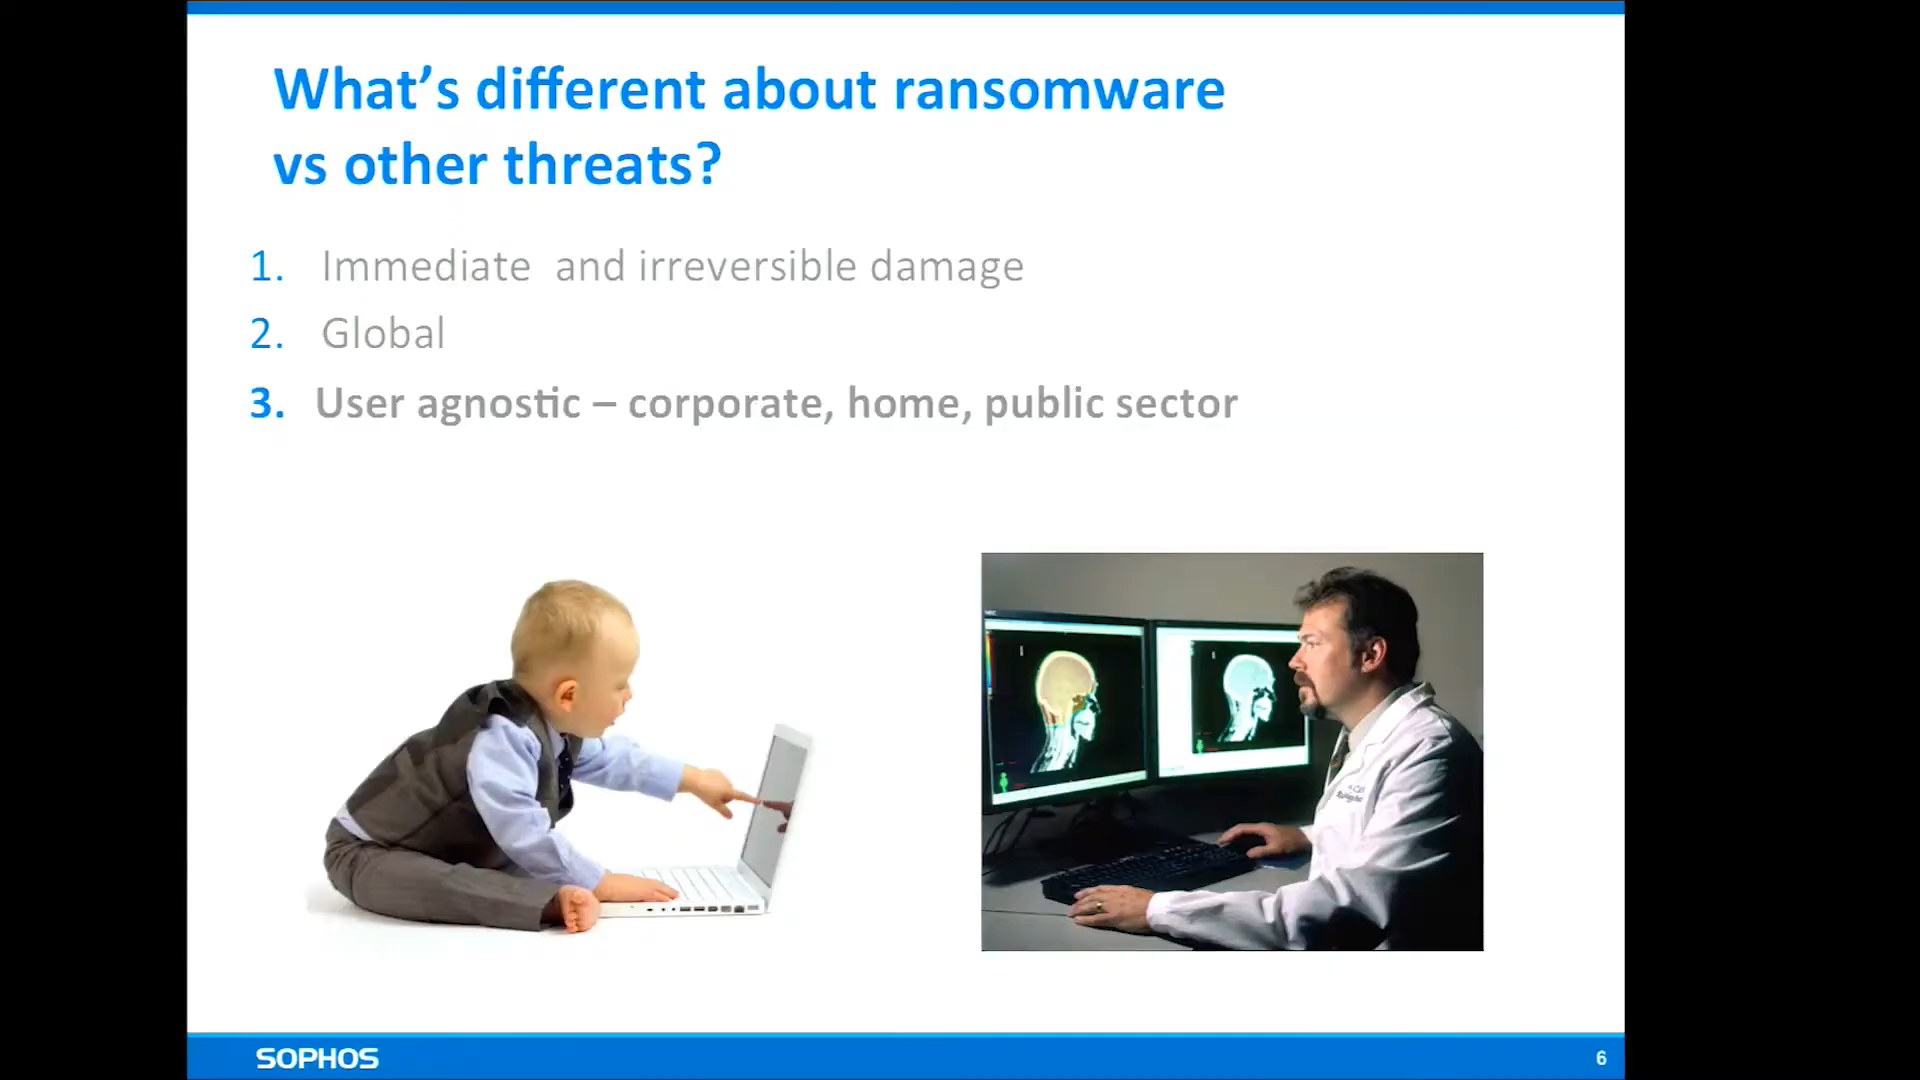 What's different about ransomware
vs other threats?
1. Immediate and irreversible damage
2. Global
3. User agnostic – corporate, home, public sector
SOPHOS
6